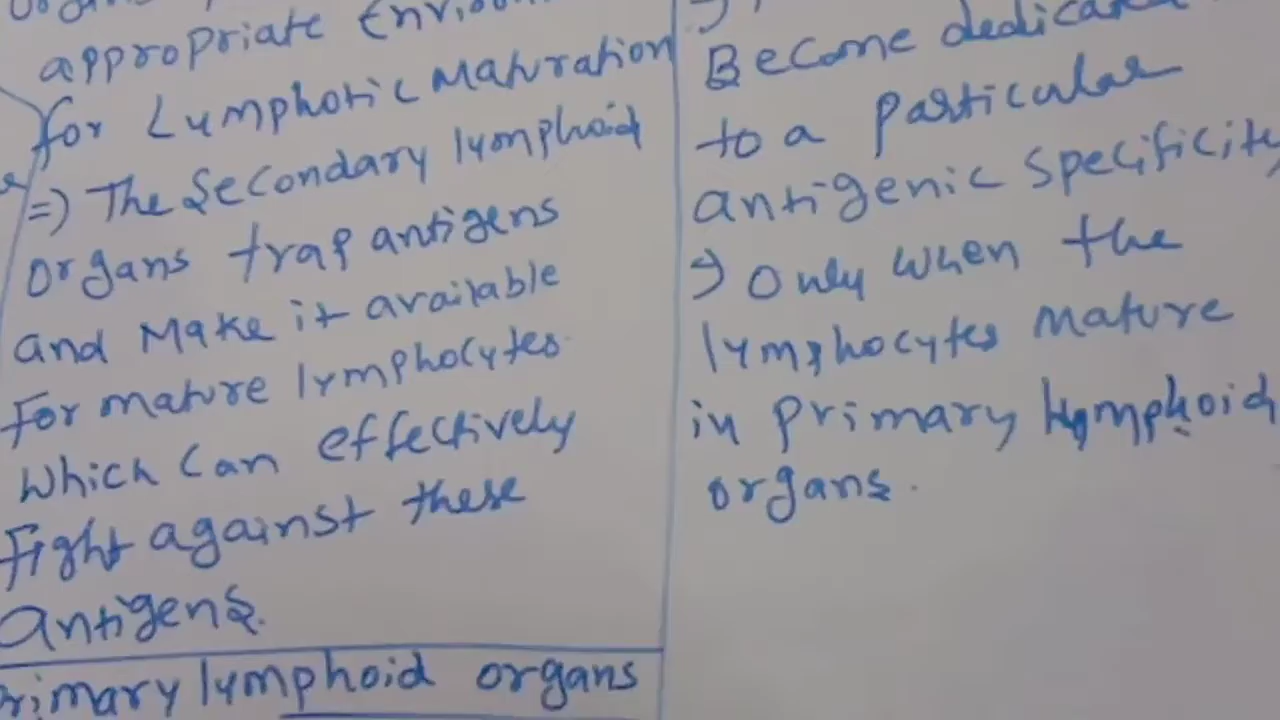 appropriate
for Lymphotic Maturation
=) The Secondary lymphoid
organs trap antigens
and Make it available
For mature lymphocytes
Which Can effectively
Fight against these
Antigens.
Primary lymphoid organs
Become
to a particular
antigenic specificity
=) Only when the
lymphocytes mature
in primary lymphoid
organs.